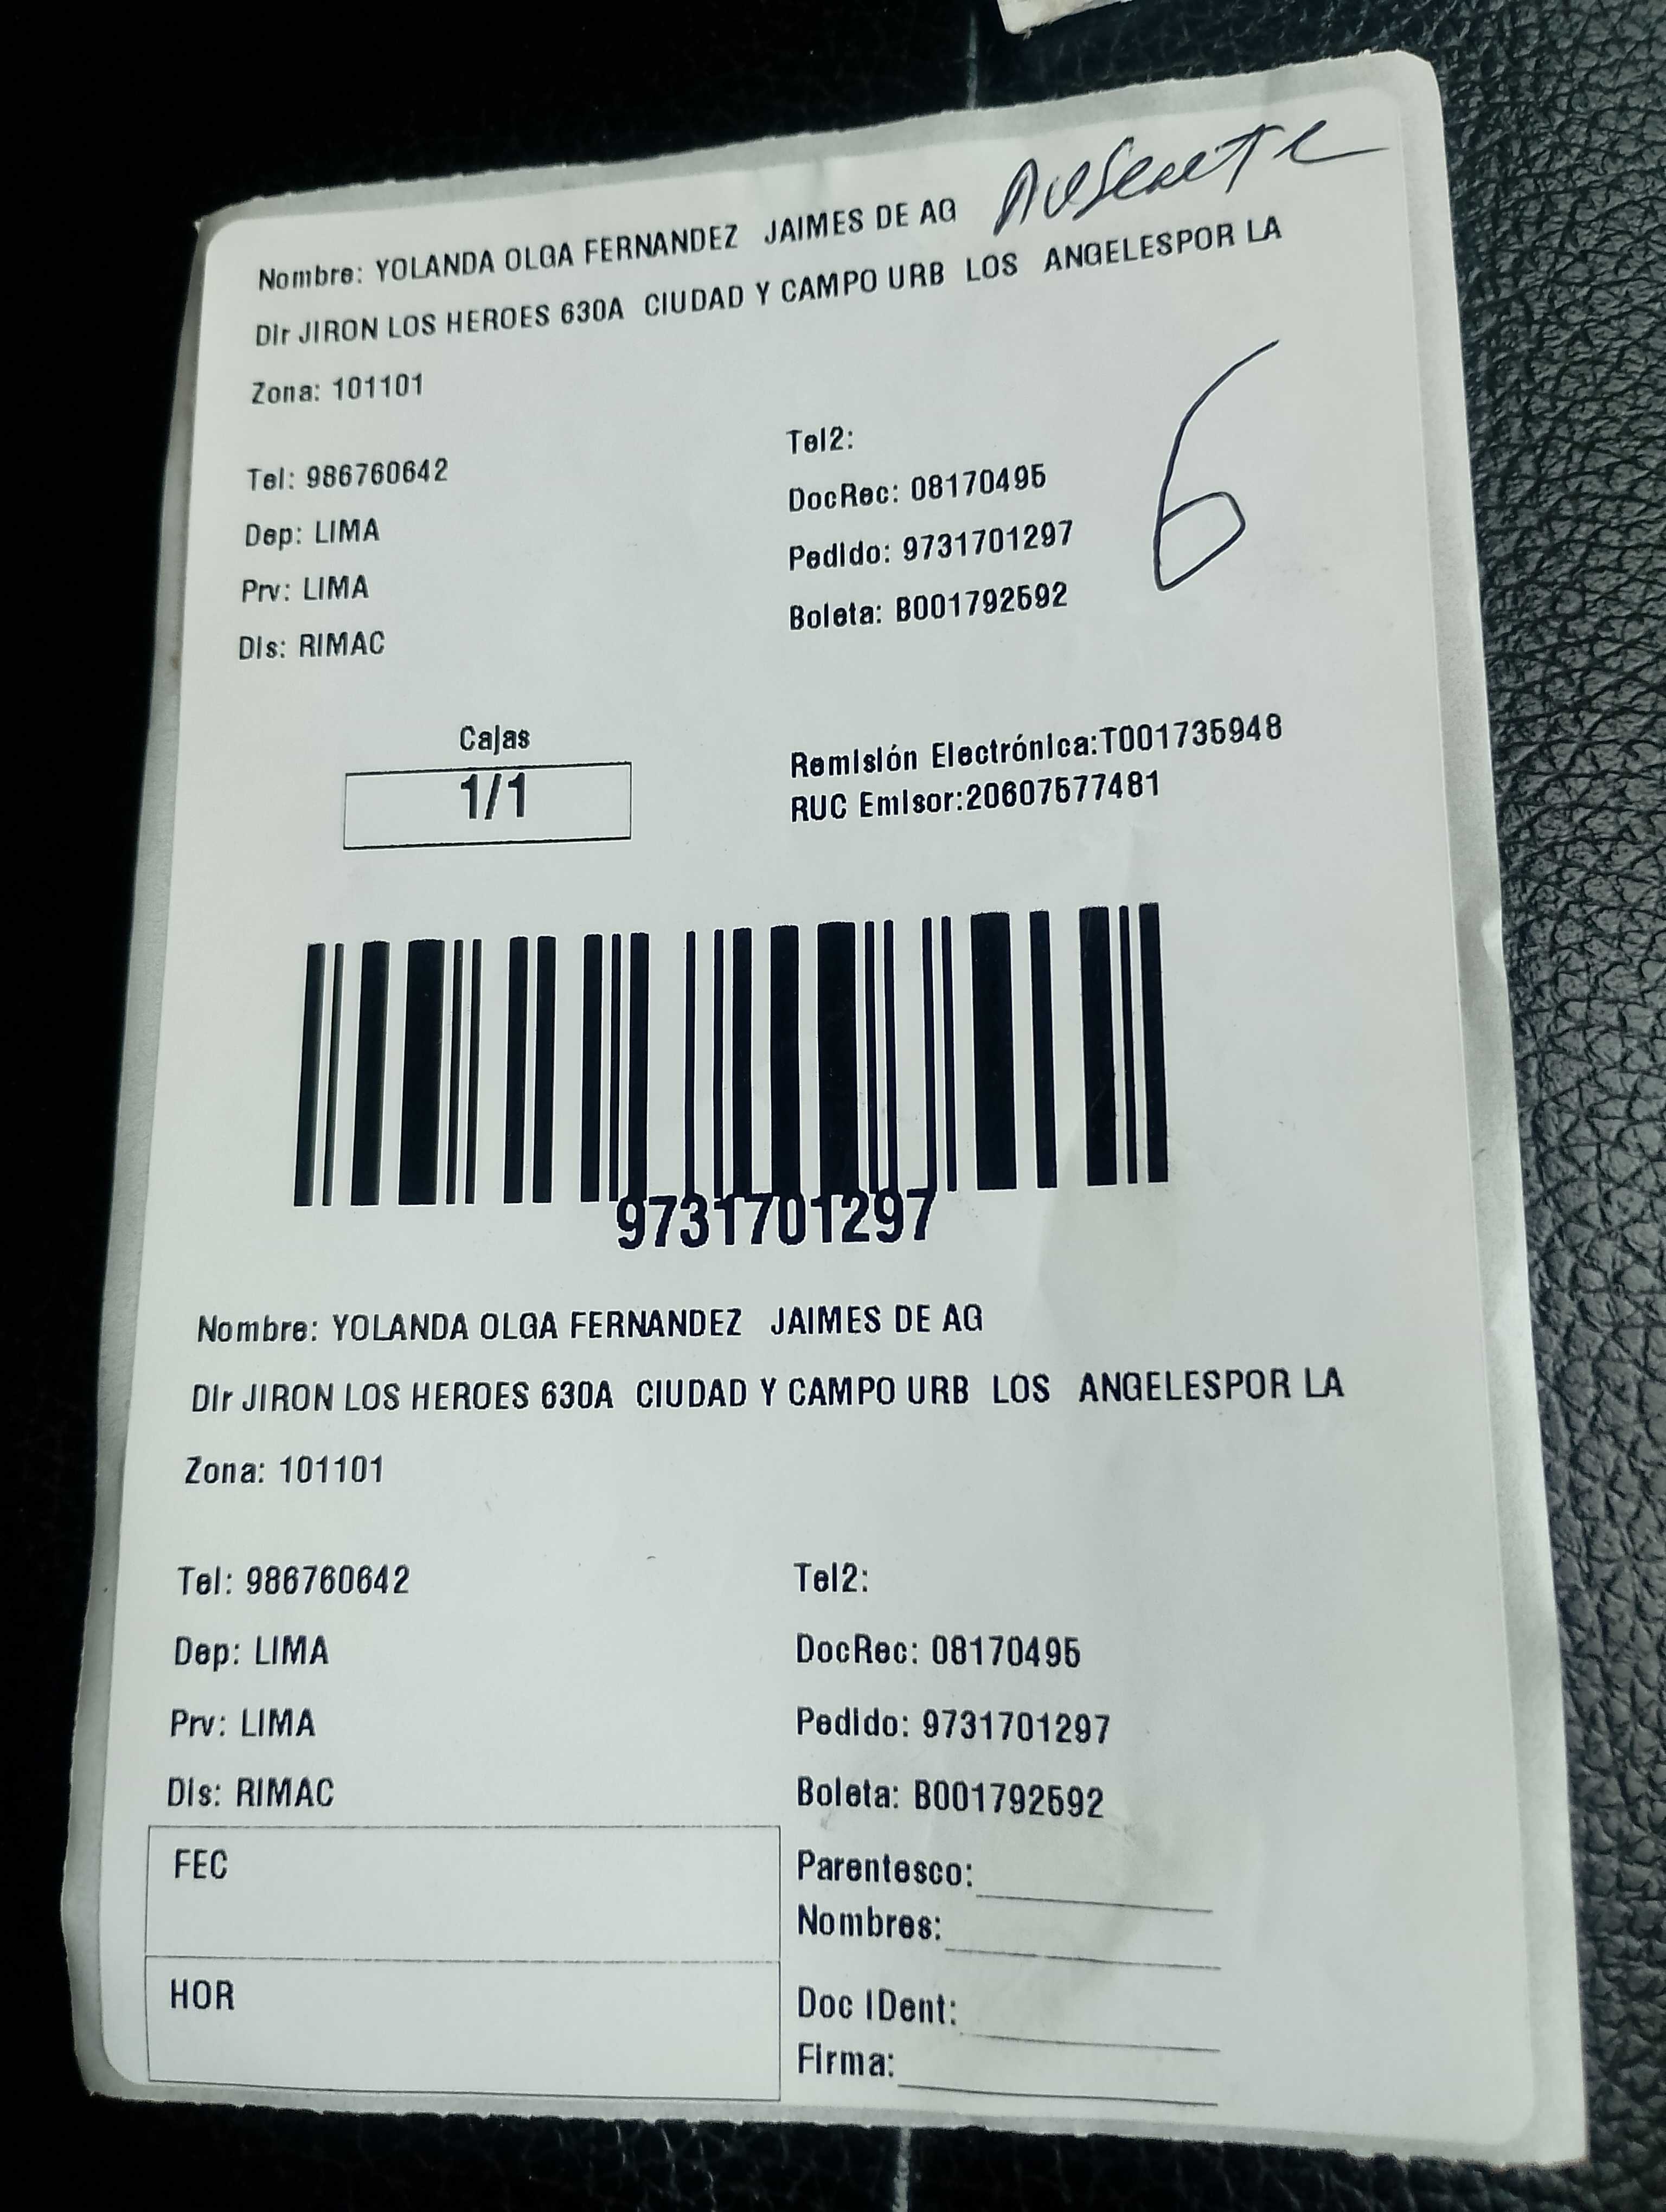 Ausente
Nombre: YOLANDA OLGA FERNANDEZ JAIMES DE AG
Dir JIRON LOS HEROES 630A CIUDAD Y CAMPO URB LOS ANGELESPOR LA
Zona: 101101
6
Tel: 986760642
Tel2:
DocRec: 08170495
Dep: LIMA
Pedido: 9731701297
Prv: LIMA
Boleta: B001792592
Dis: RIMAC
Cajas
1/1
Remisión Electrónica:T001735948
RUC Emisor:20607577481
9731701297
Nombre: YOLANDA OLGA FERNANDEZ JAIMES DE AG
Dir JIRON LOS HEROES 630A CIUDAD Y CAMPO URB LOS ANGELESPOR LA
Zona: 101101
Tel: 986760642
Tel2:
Dep: LIMA
DocRec: 08170495
Prv: LIMA
Pedido: 9731701297
Dis: RIMAC
Boleta: B001792592
FEC
Parentesco:
Nombres:
HOR
Doc IDent:
Firma: